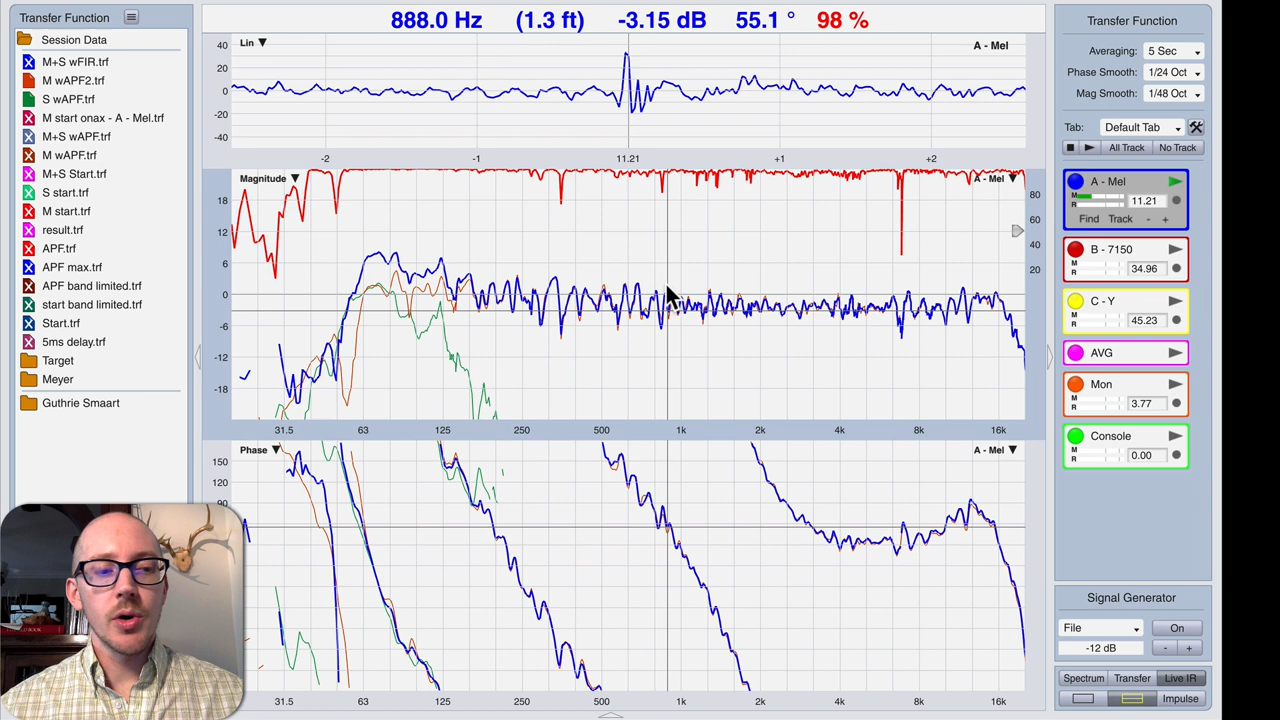 Transfer Function
Session Data
M+S wFIR.trf
M wAPF2.trf
S wAPF.trf
M start onax - A - Mel.trf
M+S wAPF.trf
M wAPF.trf
M+S Start.trf
S start.trf
M start.trf
result.trf
APF.trf
APF max.trf
APF band limited.trf
start band limited.trf
Start.trf
5ms delay.trf
Target
Meyer
Guthrie Smaart
888.0 Hz (1.3 ft) -3.15 dB 55.1 ° 98 %
Lin A - Mel
40
20
0
-20
-40
-2 -1 11.21 +1 +2
Magnitude A - Mel
18
12
6
0
-6
-12
-18
80
60
40
20
31.5 63 125 250 500 1k 2k 4k 8k 16k
Phase A - Mel
150
120
90
31.5 63 125 250 500 1k 2k 4k 8k 16k
Transfer Function
Averaging: 5 Sec
Phase Smooth: 1/24 Oct
Mag Smooth: 1/48 Oct
Tab: Default Tab
All Track No Track
A - Mel
M
R 11.21
Find Track - +
B - 7150
M
R 34.96
C - Y
M
R 45.23
AVG
Mon
M
R 3.77
Console
M
R 0.00
Signal Generator
File On
-12 dB - +
Spectrum Transfer Live IR
Impulse